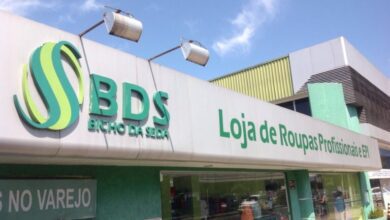 BDS
BICHO DA SEDA
Loja de Roupas Profissionais e EPI
S NO VAREJO